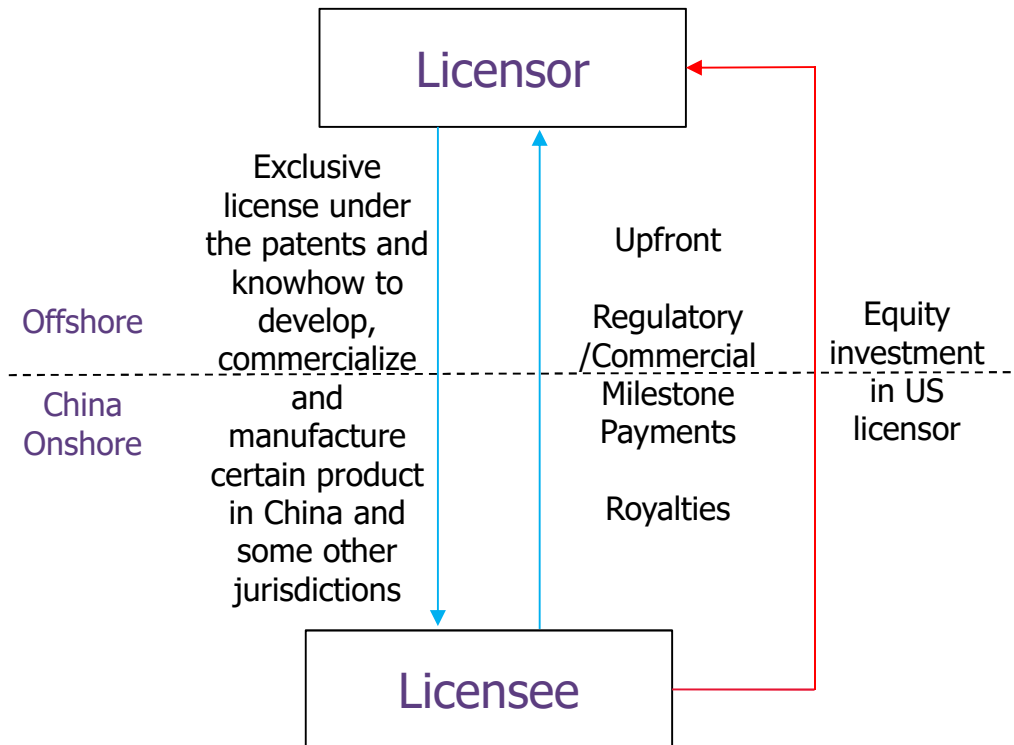 Licensor
Exclusive
license under
the patents and
knowhow to
develop,
commercialize
and
manufacture
certain product
in China and
some other
jurisdictions
Upfront
Regulatory
/Commercial
Milestone
Payments
Royalties
Equity
investment
in US
licensor
Offshore
China
Onshore
Licensee